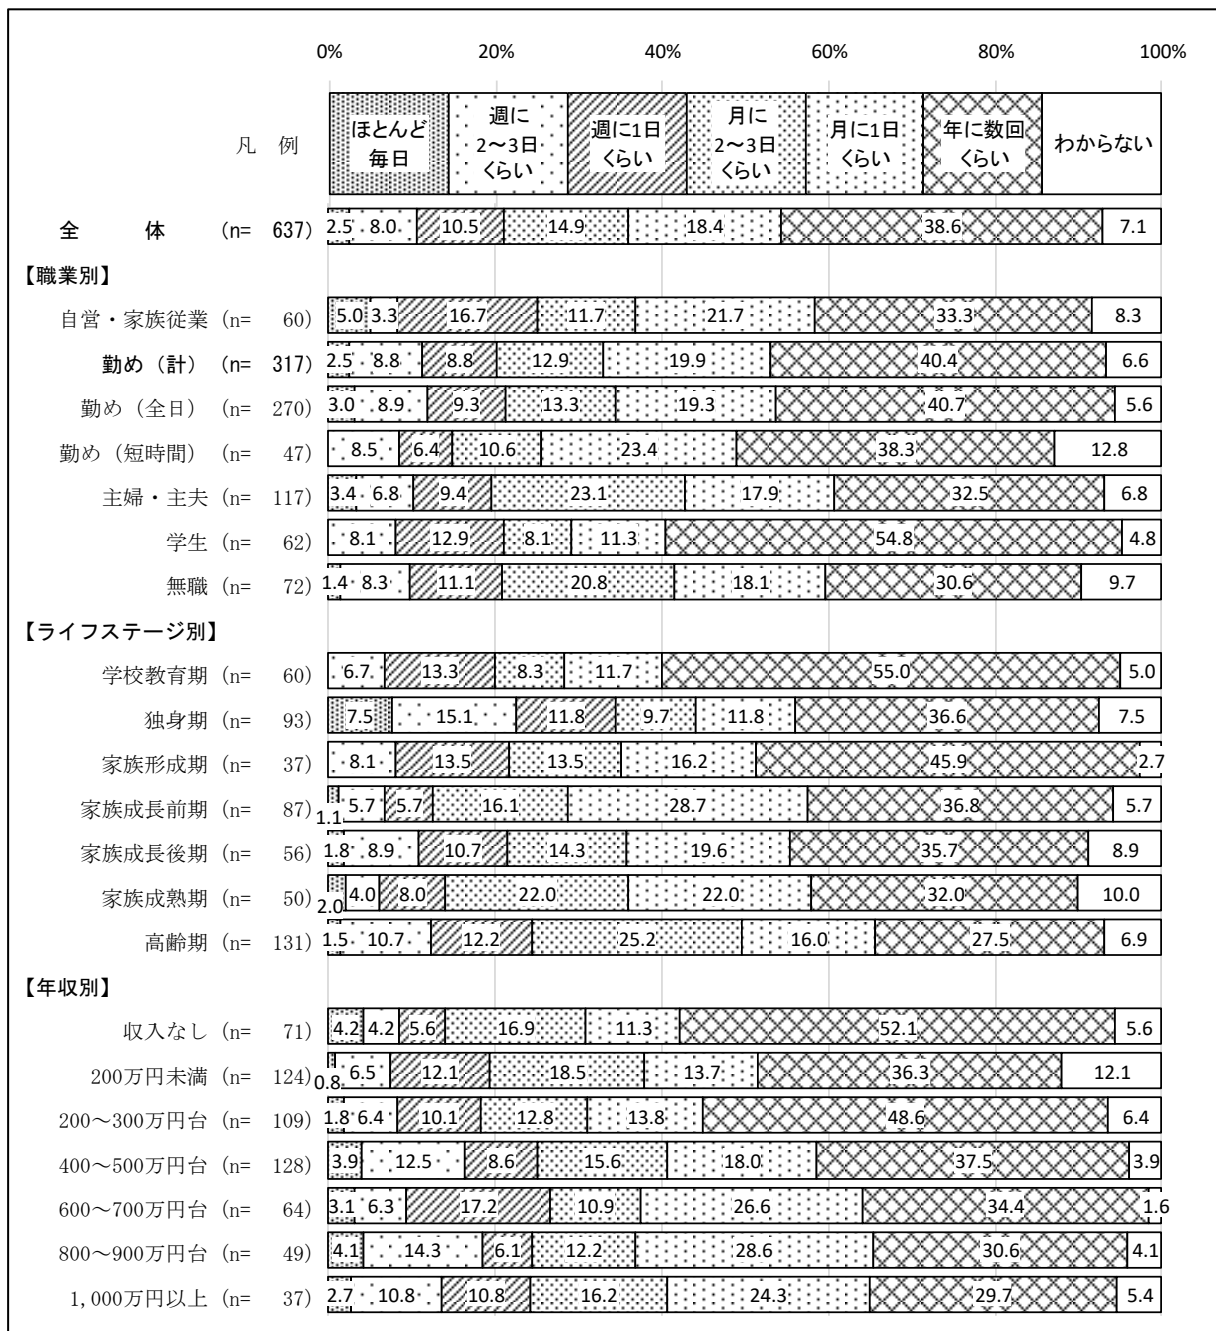 0% 20% 40% 60% 80% 100%
凡 例 ほとんど毎日 週に2～3日くらい 週に1日くらい 月に2～3日くらい 月に1日くらい 年に数回くらい わからない
全 体 (n= 637) 2.5 8.0 10.5 14.9 18.4 38.6 7.1
【職業別】
自営・家族従業 (n= 60) 5.0 3.3 16.7 11.7 21.7 33.3 8.3
勤め（計） (n= 317) 2.5 8.8 8.8 12.9 19.9 40.4 6.6
勤め（全日） (n= 270) 3.0 8.9 9.3 13.3 19.3 40.7 5.6
勤め（短時間） (n= 47) 8.5 6.4 10.6 23.4 38.3 12.8
主婦・主夫 (n= 117) 3.4 6.8 9.4 23.1 17.9 32.5 6.8
学生 (n= 62) 8.1 12.9 8.1 11.3 54.8 4.8
無職 (n= 72) 1.4 8.3 11.1 20.8 18.1 30.6 9.7
【ライフステージ別】
学校教育期 (n= 60) 6.7 13.3 8.3 11.7 55.0 5.0
独身期 (n= 93) 7.5 15.1 11.8 9.7 11.8 36.6 7.5
家族形成期 (n= 37) 8.1 13.5 13.5 16.2 45.9 2.7
家族成長前期 (n= 87) 1.1 5.7 5.7 16.1 28.7 36.8 5.7
家族成長後期 (n= 56) 1.8 8.9 10.7 14.3 19.6 35.7 8.9
家族成熟期 (n= 50) 2.0 4.0 8.0 22.0 22.0 32.0 10.0
高齢期 (n= 131) 1.5 10.7 12.2 25.2 16.0 27.5 6.9
【年収別】
収入なし (n= 71) 4.2 4.2 5.6 16.9 11.3 52.1 5.6
200万円未満 (n= 124) 0.8 6.5 12.1 18.5 13.7 36.3 12.1
200～300万円台 (n= 109) 1.8 6.4 10.1 12.8 13.8 48.6 6.4
400～500万円台 (n= 128) 3.9 12.5 8.6 15.6 18.0 37.5 3.9
600～700万円台 (n= 64) 3.1 6.3 17.2 10.9 26.6 34.4 1.6
800～900万円台 (n= 49) 4.1 14.3 6.1 12.2 28.6 30.6 4.1
1,000万円以上 (n= 37) 2.7 10.8 10.8 16.2 24.3 29.7 5.4